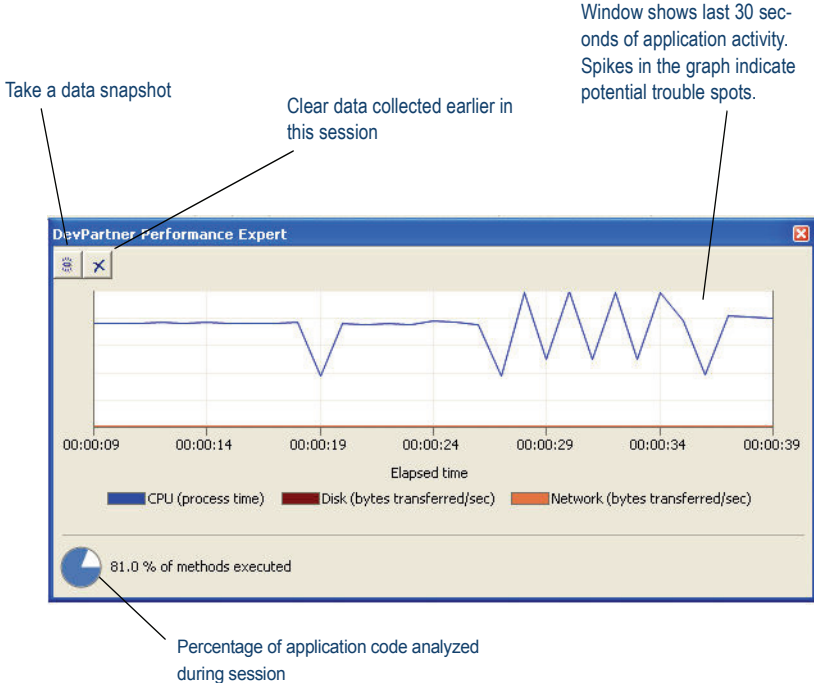 Window shows last 30 sec-
onds of application activity.
Spikes in the graph indicate
potential trouble spots.
Take a data snapshot
Clear data collected earlier in
this session
DevPartner Performance Expert
00:00:09 00:00:14 00:00:19 00:00:24 00:00:29 00:00:34 00:00:39
Elapsed time
CPU (process time) Disk (bytes transferred/sec) Network (bytes transferred/sec)
81.0 % of methods executed
Percentage of application code analyzed
during session